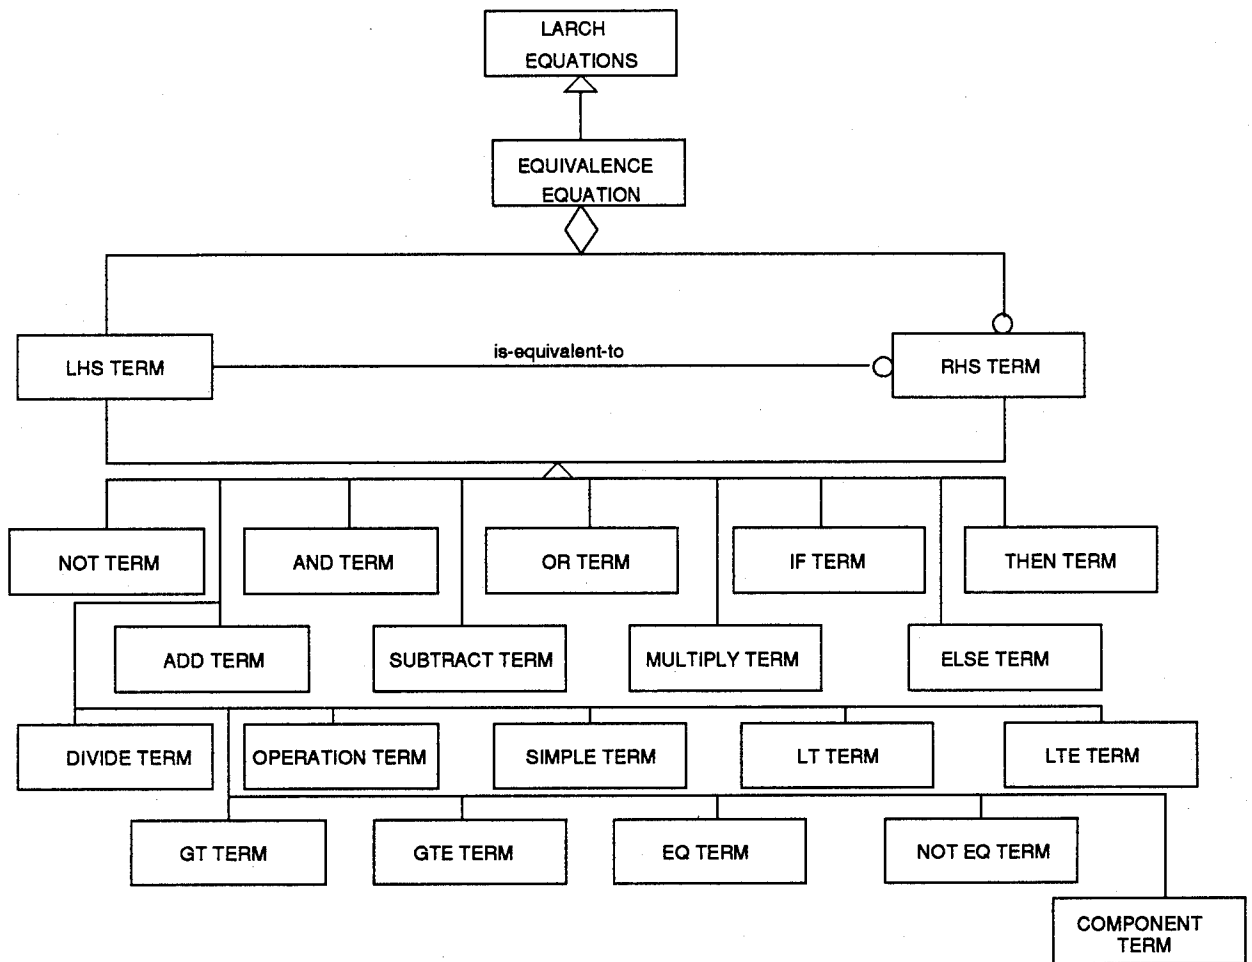 LARCH
EQUATIONS
EQUIVALENCE
EQUATION
is-equivalent-to
LHS TERM
RHS TERM
NOT TERM
AND TERM
OR TERM
IF TERM
THEN TERM
ADD TERM
SUBTRACT TERM
MULTIPLY TERM
ELSE TERM
DIVIDE TERM
OPERATION TERM
SIMPLE TERM
LT TERM
LTE TERM
GT TERM
GTE TERM
EQ TERM
NOT EQ TERM
COMPONENT
TERM